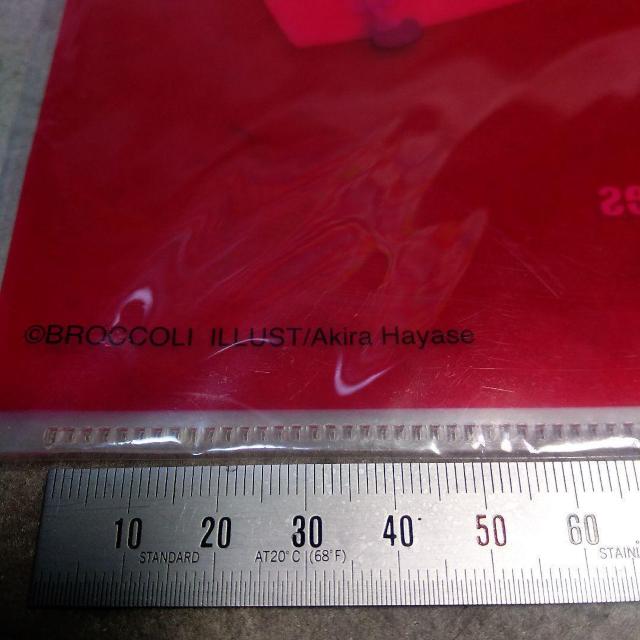 ©BROCCOLI ILLUST/Akira Hayase
10 20 30 40 50 60
STANDARD AT20°C (68°F)